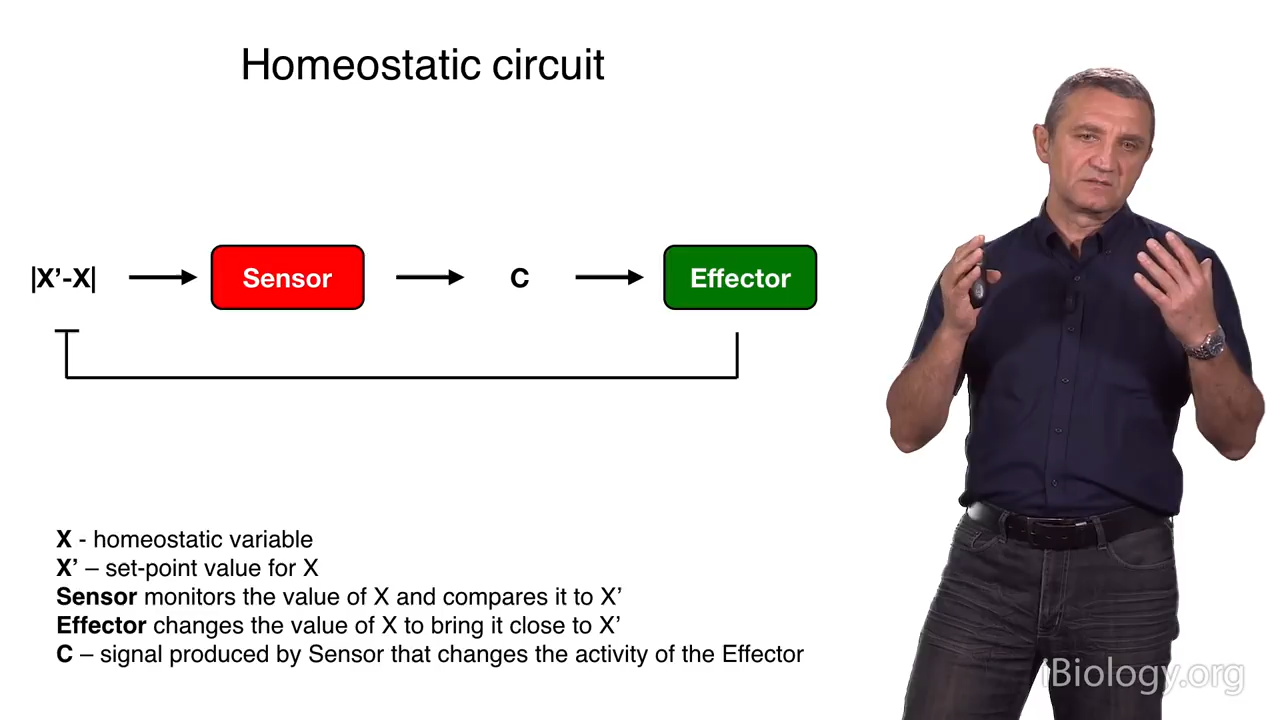 Homeostatic circuit
|X’-X|
Sensor
C
Effector
X - homeostatic variable
X’ – set-point value for X
Sensor monitors the value of X and compares it to X’
Effector changes the value of X to bring it close to X’
C – signal produced by Sensor that changes the activity of the Effector
iBiology.org